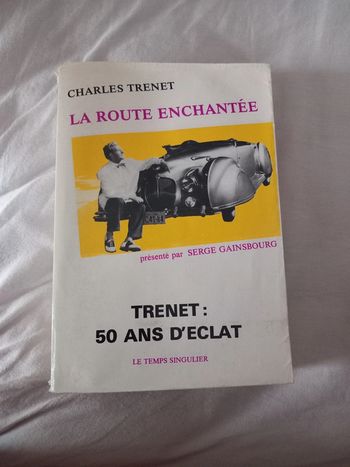 CHARLES TRENET
LA ROUTE ENCHANTÉE
présenté par SERGE GAINSBOURG
TRENET :
50 ANS D'ECLAT
LE TEMPS SINGULIER